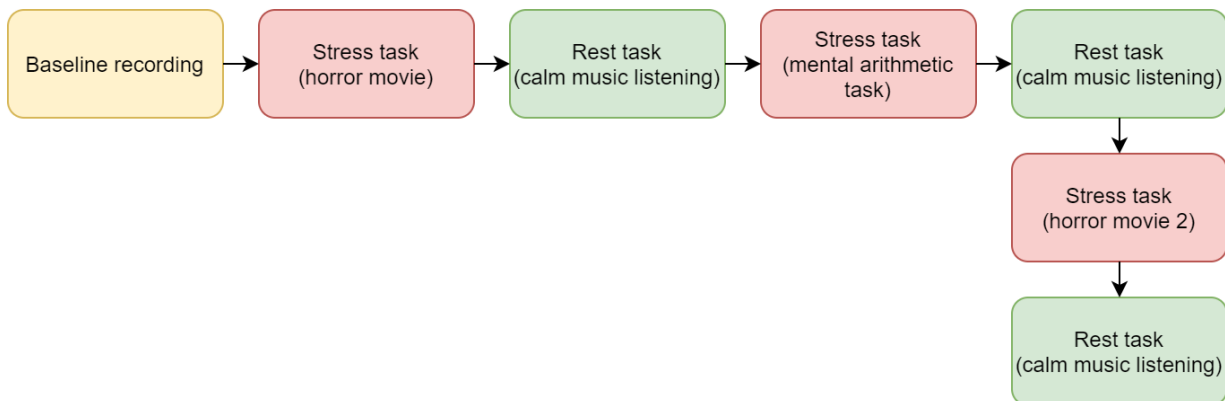 Baseline recording
Stress task
(horror movie)
Rest task
(calm music listening)
Stress task
(mental arithmetic
task)
Rest task
(calm music listening)
Stress task
(horror movie 2)
Rest task
(calm music listening)